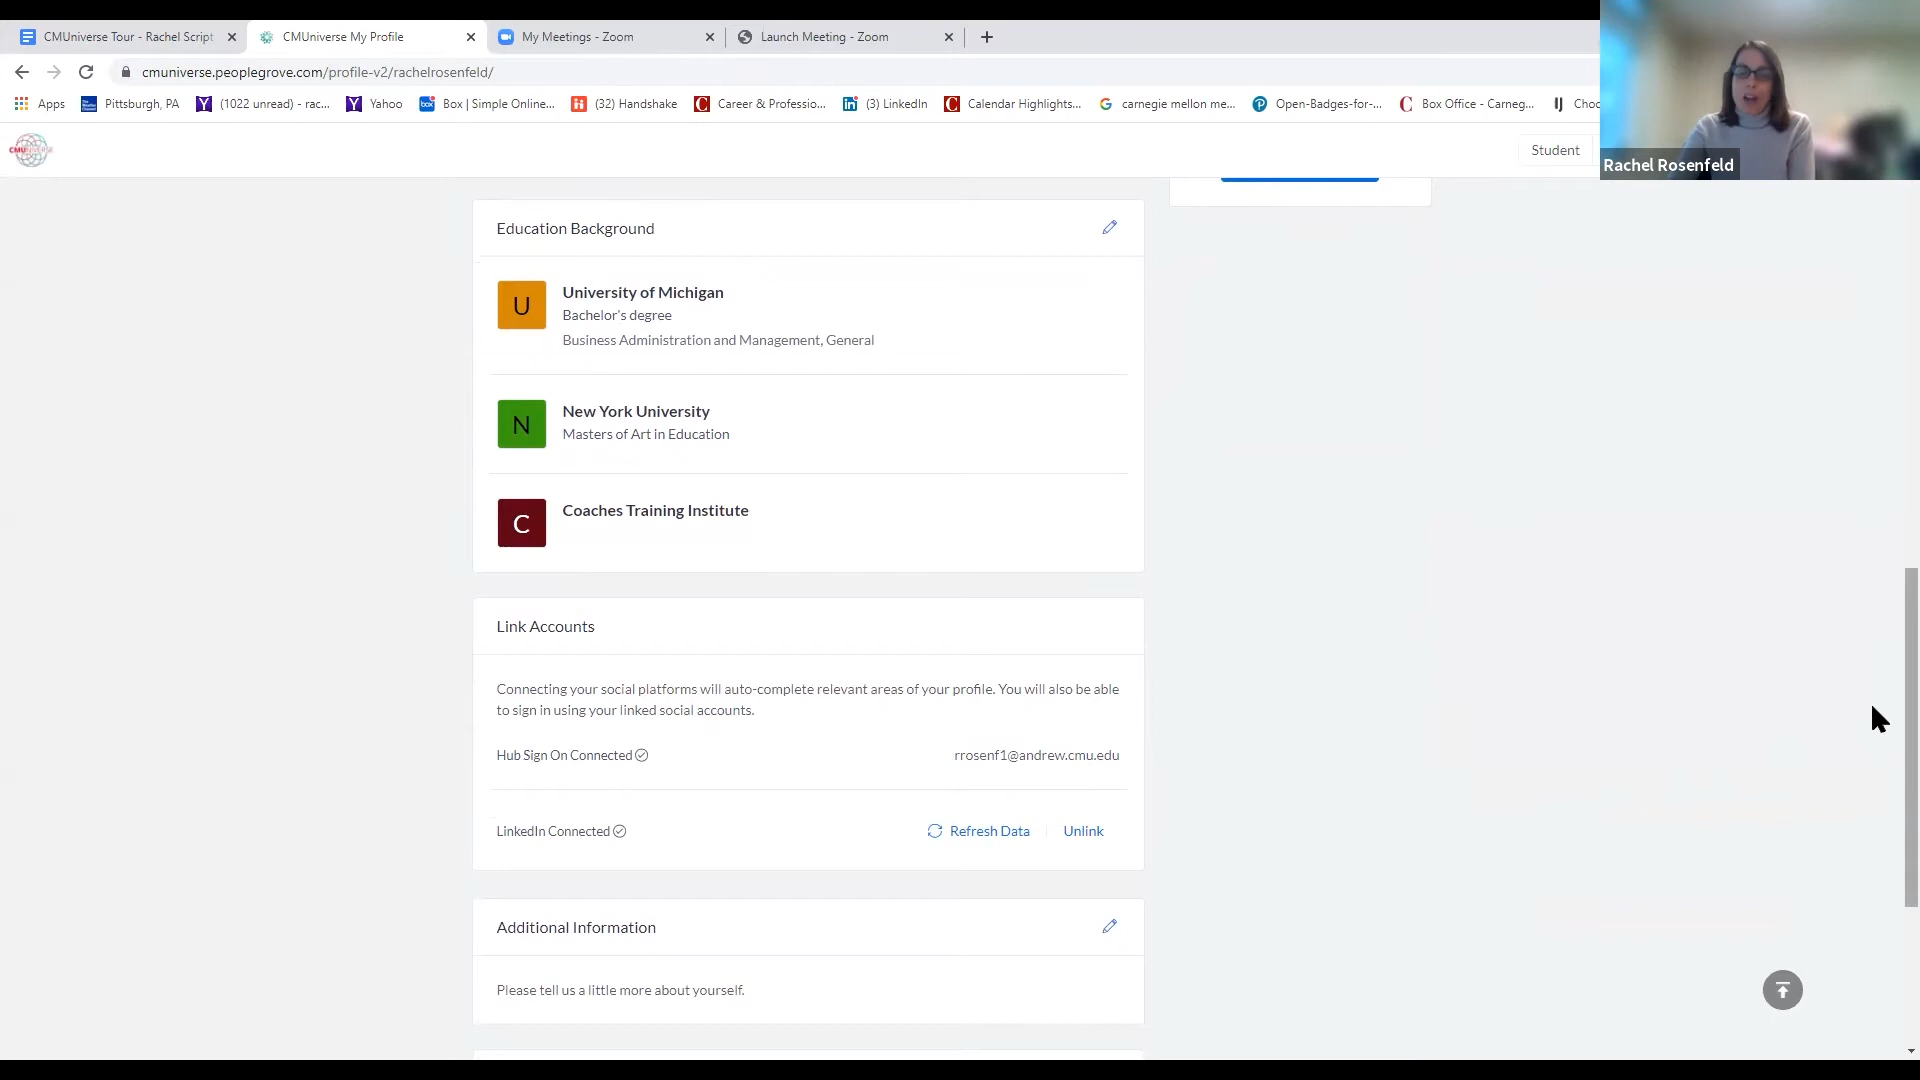 CMUniverse Tour - Rachel Script
CMUniverse My Profile
My Meetings - Zoom
Launch Meeting - Zoom
cmuniverse.peoplegrove.com/profile-v2/rachelrosenfeld/
Apps
Pittsburgh, PA
(1022 unread) - rac...
Yahoo
Box | Simple Online...
(32) Handshake
Career & Professio...
(3) LinkedIn
Calendar Highlights...
carnegie mellon me...
Open-Badges-for-...
Box Office - Carneg...
Choo
CMUNIVERSE
Student
Rachel Rosenfeld
Education Background
U
University of Michigan
Bachelor's degree
Business Administration and Management, General
N
New York University
Masters of Art in Education
C
Coaches Training Institute
Link Accounts
Connecting your social platforms will auto-complete relevant areas of your profile. You will also be able
to sign in using your linked social accounts.
Hub Sign On Connected
rrosenf1@andrew.cmu.edu
LinkedIn Connected
Refresh Data
Unlink
Additional Information
Please tell us a little more about yourself.